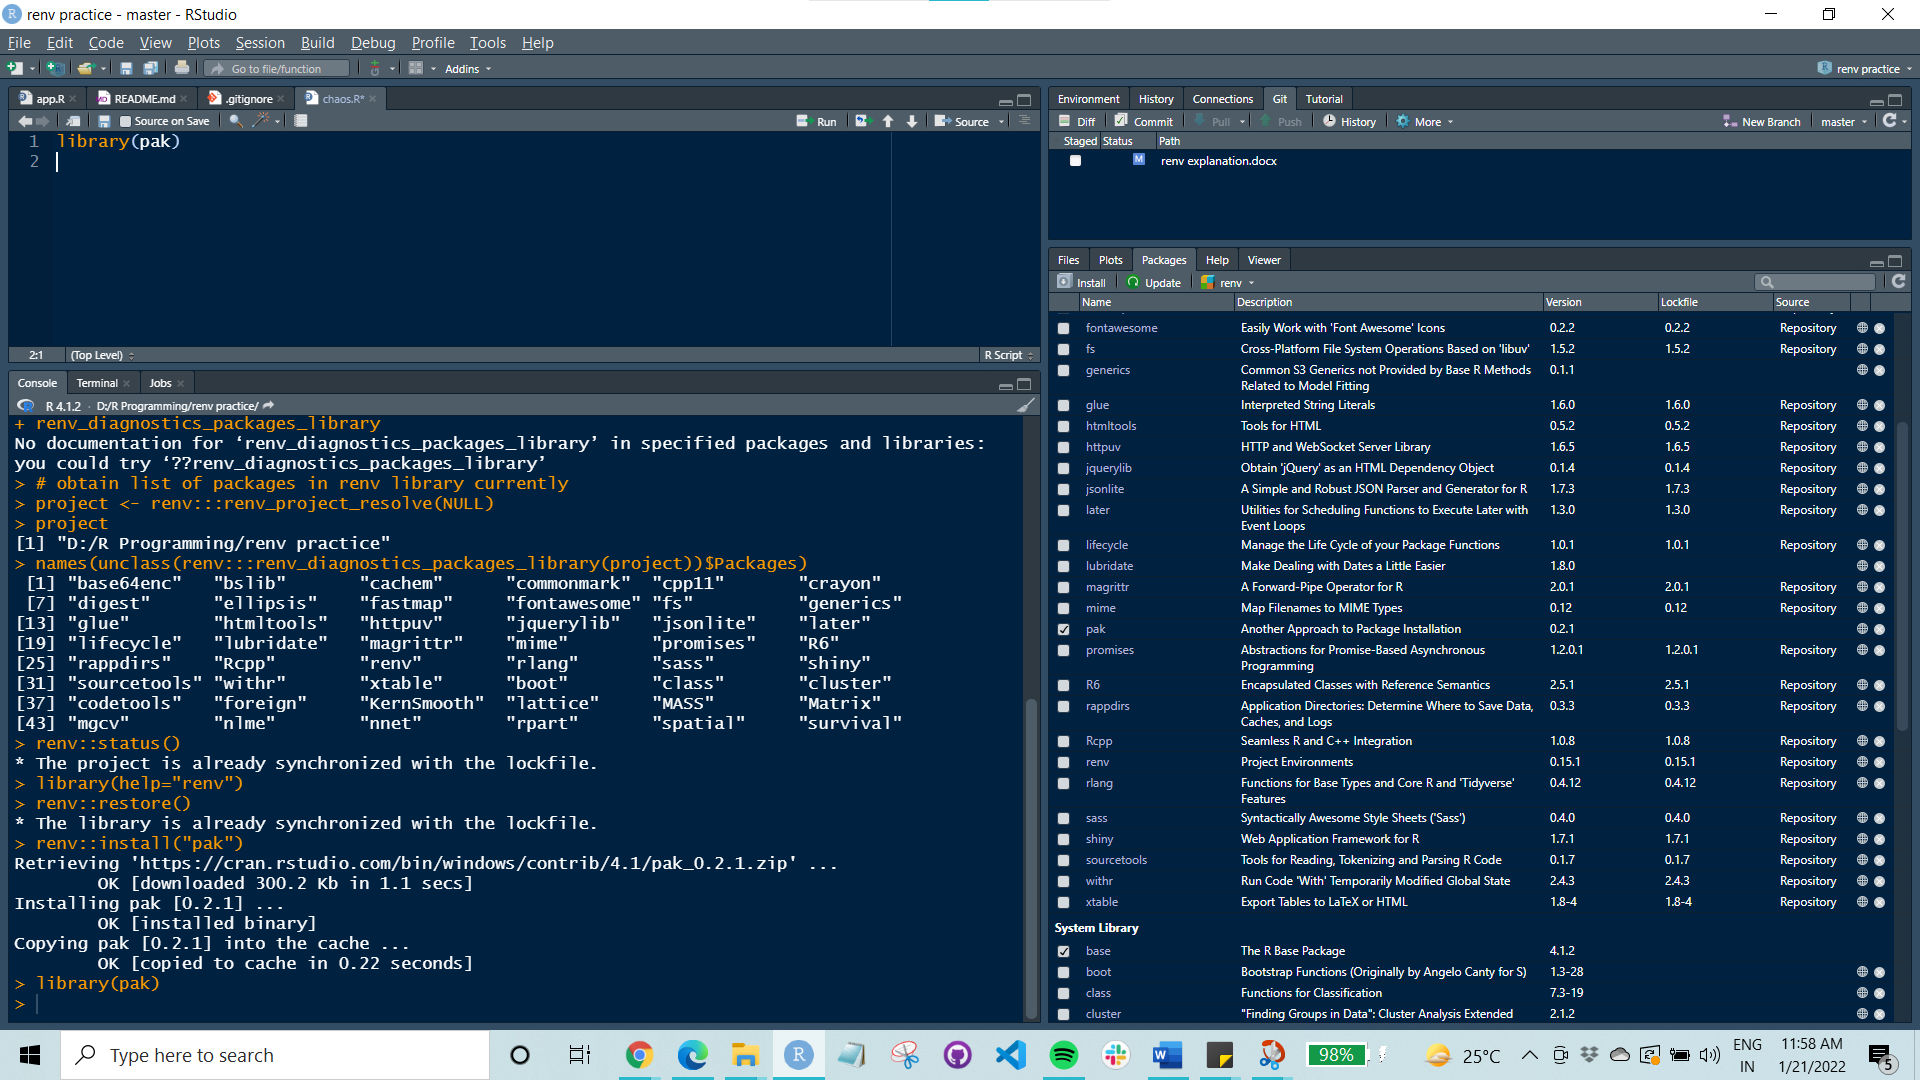 renv practice - master - RStudio
File Edit Code View Plots Session Build Debug Profile Tools Help
Go to file/function Addins renv practice
app.R README.md .gitignore chaos.R*
Source on Save Run Source
1 library(pak)
2
2:1 (Top Level) R Script
Console Terminal Jobs
R 4.1.2 · D:/R Programming/renv practice/
+ renv_diagnostics_packages_library
No documentation for ‘renv_diagnostics_packages_library’ in specified packages and libraries:
you could try ‘??renv_diagnostics_packages_library’
> # obtain list of packages in renv library currently
> project <- renv:::renv_project_resolve(NULL)
> project
[1] "D:/R Programming/renv practice"
> names(unclass(renv:::renv_diagnostics_packages_library(project))$Packages)
[1] "base64enc" "bslib" "cachem" "commonmark" "cpp11" "crayon"
[7] "digest" "ellipsis" "fastmap" "fontawesome" "fs" "generics"
[13] "glue" "htmltools" "httpuv" "jquerylib" "jsonlite" "later"
[19] "lifecycle" "lubridate" "magrittr" "mime" "promises" "R6"
[25] "rappdirs" "Rcpp" "renv" "rlang" "sass" "shiny"
[31] "sourcetools" "withr" "xtable" "boot" "class" "cluster"
[37] "codetools" "foreign" "KernSmooth" "lattice" "MASS" "Matrix"
[43] "mgcv" "nlme" "nnet" "rpart" "spatial" "survival"
> renv::status()
* The project is already synchronized with the lockfile.
> library(help="renv")
> renv::restore()
* The library is already synchronized with the lockfile.
> renv::install("pak")
Retrieving 'https://cran.rstudio.com/bin/windows/contrib/4.1/pak_0.2.1.zip' ...
OK [downloaded 300.2 Kb in 1.1 secs]
Installing pak [0.2.1] ...
OK [installed binary]
Copying pak [0.2.1] into the cache ...
OK [copied to cache in 0.22 seconds]
> library(pak)
>
Environment History Connections Git Tutorial
Diff Commit Pull Push History More New Branch master
Staged Status Path
M renv explanation.docx
Files Plots Packages Help Viewer
Install Update renv
Name Description Version Lockfile Source
fontawesome Easily Work with 'Font Awesome' Icons 0.2.2 0.2.2 Repository
fs Cross-Platform File System Operations Based on 'libuv' 1.5.2 1.5.2 Repository
generics Common S3 Generics not Provided by Base R Methods 0.1.1
Related to Model Fitting
glue Interpreted String Literals 1.6.0 1.6.0 Repository
htmltools Tools for HTML 0.5.2 0.5.2 Repository
httpuv HTTP and WebSocket Server Library 1.6.5 1.6.5 Repository
jquerylib Obtain 'jQuery' as an HTML Dependency Object 0.1.4 0.1.4 Repository
jsonlite A Simple and Robust JSON Parser and Generator for R 1.7.3 1.7.3 Repository
later Utilities for Scheduling Functions to Execute Later with 1.3.0 1.3.0 Repository
Event Loops
lifecycle Manage the Life Cycle of your Package Functions 1.0.1 1.0.1 Repository
lubridate Make Dealing with Dates a Little Easier 1.8.0
magrittr A Forward-Pipe Operator for R 2.0.1 2.0.1 Repository
mime Map Filenames to MIME Types 0.12 0.12 Repository
pak Another Approach to Package Installation 0.2.1
promises Abstractions for Promise-Based Asynchronous 1.2.0.1 1.2.0.1 Repository
Programming
R6 Encapsulated Classes with Reference Semantics 2.5.1 2.5.1 Repository
rappdirs Application Directories: Determine Where to Save Data, 0.3.3 0.3.3 Repository
Caches, and Logs
Rcpp Seamless R and C++ Integration 1.0.8 1.0.8 Repository
renv Project Environments 0.15.1 0.15.1 Repository
rlang Functions for Base Types and Core R and 'Tidyverse' 0.4.12 0.4.12 Repository
Features
sass Syntactically Awesome Style Sheets ('Sass') 0.4.0 0.4.0 Repository
shiny Web Application Framework for R 1.7.1 1.7.1 Repository
sourcetools Tools for Reading, Tokenizing and Parsing R Code 0.1.7 0.1.7 Repository
withr Run Code 'With' Temporarily Modified Global State 2.4.3 2.4.3 Repository
xtable Export Tables to LaTeX or HTML 1.8-4 1.8-4 Repository
System Library
base The R Base Package 4.1.2
boot Bootstrap Functions (Originally by Angelo Canty for S) 1.3-28
class Functions for Classification 7.3-19
cluster "Finding Groups in Data": Cluster Analysis Extended 2.1.2
Type here to search 98% 25°C ENG 11:58 AM
IN 1/21/2022 5